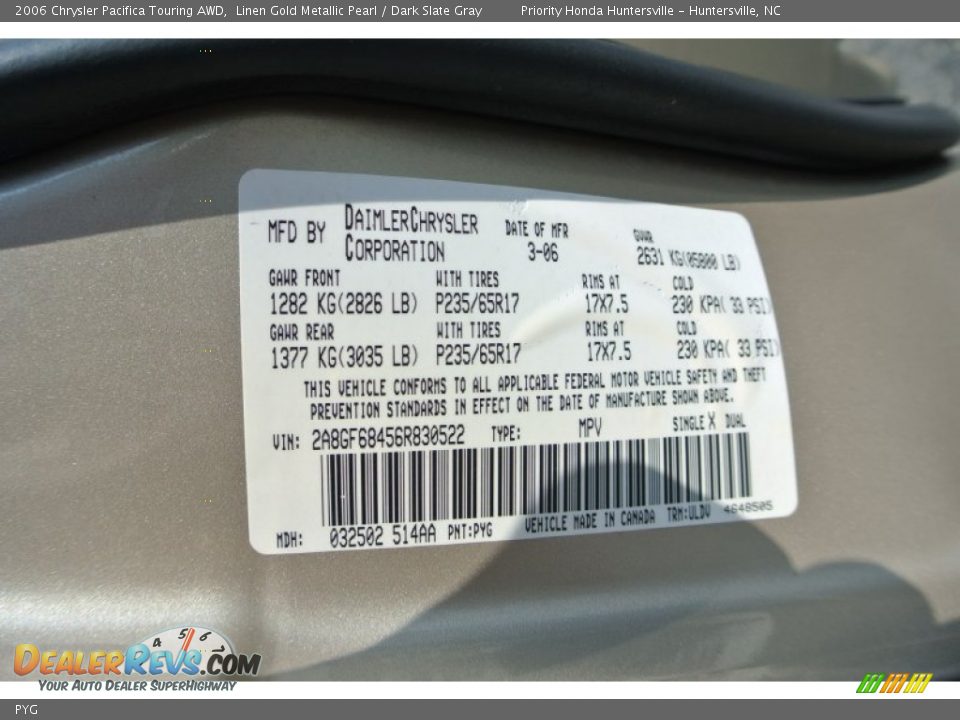 2006 Chrysler Pacifica Touring AWD, Linen Gold Metallic Pearl / Dark Slate Gray Priority Honda Huntersville - Huntersville, NC
MFD BY DAIMLERCHRYSLER CORPORATION DATE OF MFR 3-06 GVWR 2631 KG(05800 LB)
GAWR FRONT WITH TIRES RIMS AT COLD
1282 KG(2826 LB) P235/65R17 17X7.5 230 KPA( 33 PSI)
GAWR REAR WITH TIRES RIMS AT COLD
1377 KG(3035 LB) P235/65R17 17X7.5 230 KPA( 33 PSI)
THIS VEHICLE CONFORMS TO ALL APPLICABLE FEDERAL MOTOR VEHICLE SAFETY AND THEFT
PREVENTION STANDARDS IN EFFECT ON THE DATE OF MANUFACTURE SHOWN ABOVE.
VIN: 2A8GF68456R830522 TYPE: MPV SINGLE X DUAL
MDH: 032502 514AA PNT:PYG VEHICLE MADE IN CANADA TRM:ULDV 4648505
4 5 6
DEALERREVS.COM
YOUR AUTO DEALER SUPERHIGHWAY
PYG